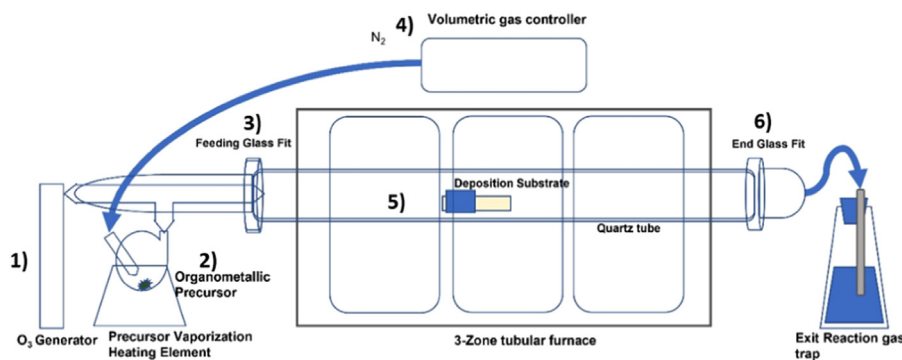 4)
Volumetric gas controller
N2
3)
Feeding Glass Fit
6)
End Glass Fit
Deposition Substrate
5)
Quartz tube
1)
2)
Organometallic
Precursor
O3 Generator
Precursor Vaporization
Heating Element
3-Zone tubular furnace
Exit Reaction gas
trap